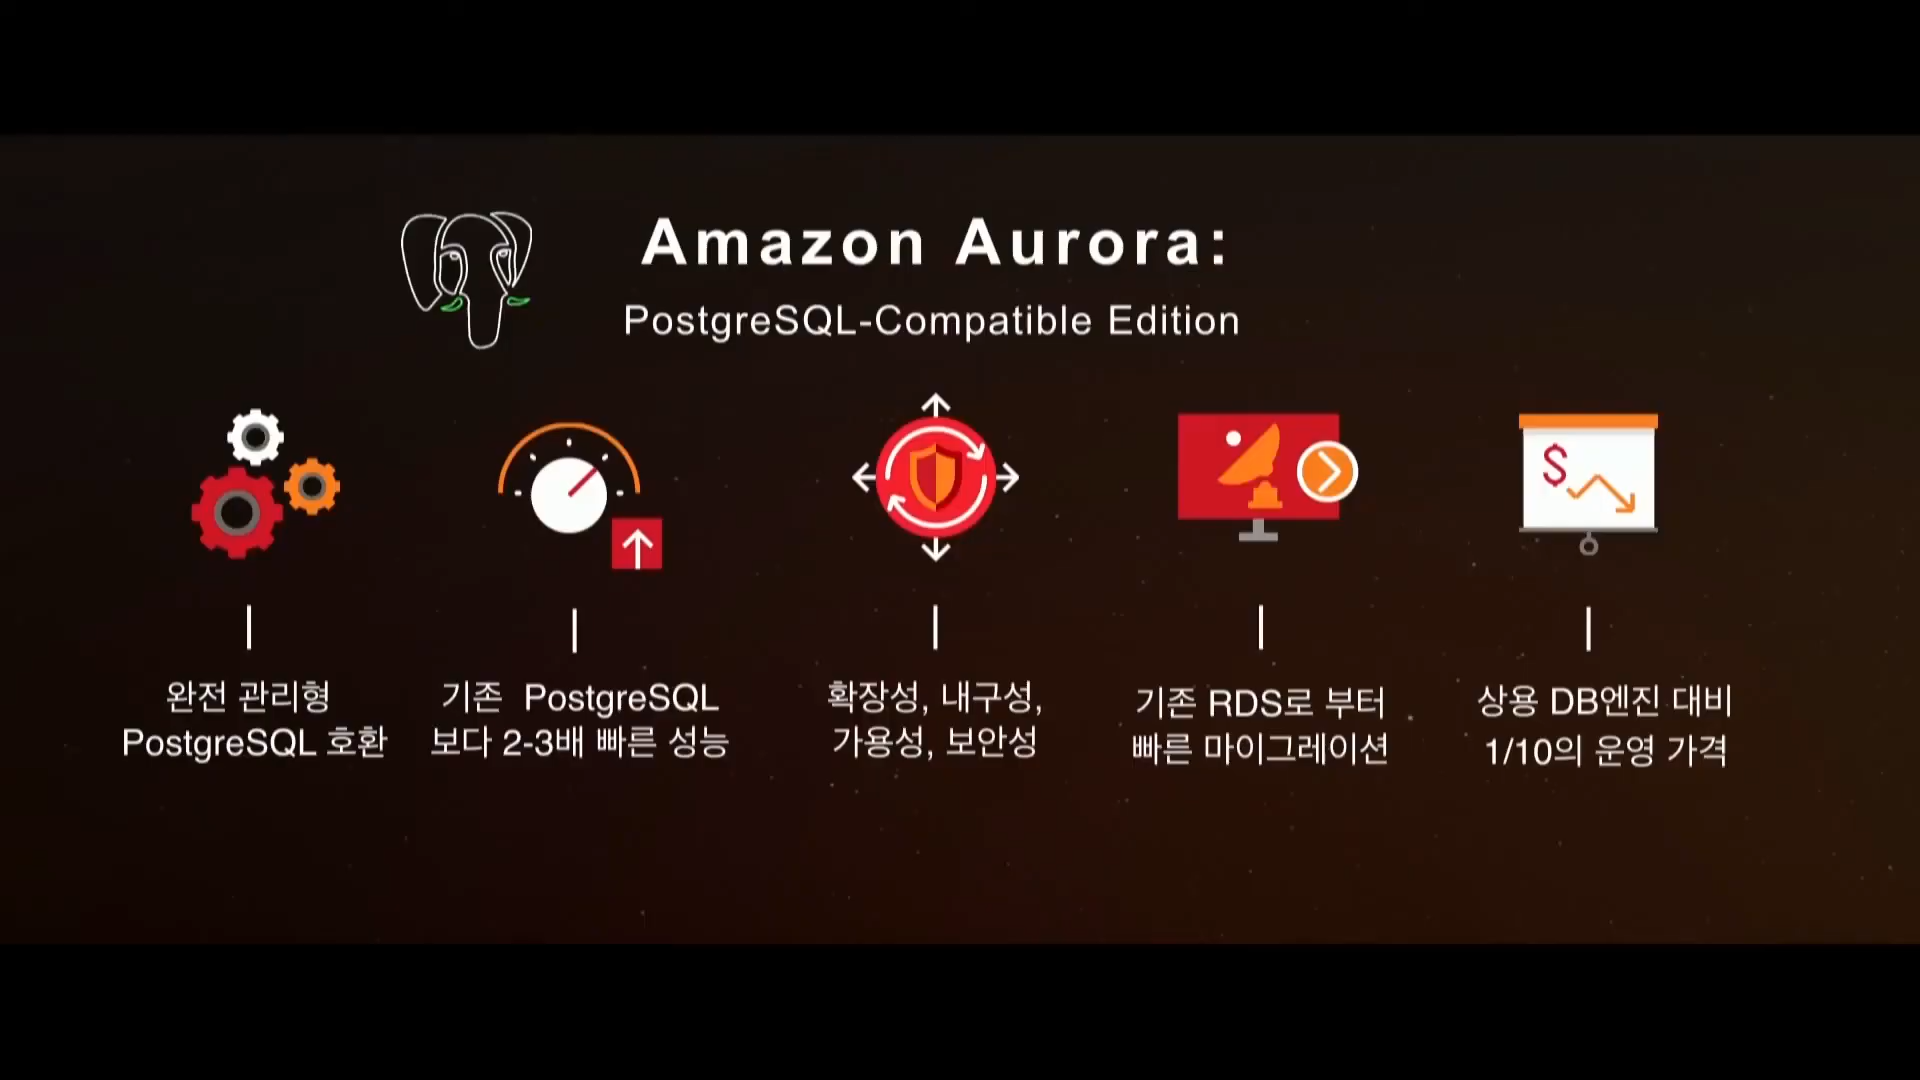 Amazon Aurora:
PostgreSQL-Compatible Edition
완전 관리형
PostgreSQL 호환
기존 PostgreSQL
보다 2-3배 빠른 성능
확장성, 내구성,
가용성, 보안성
기존 RDS로 부터
빠른 마이그레이션
$
상용 DB엔진 대비
1/10의 운영 가격